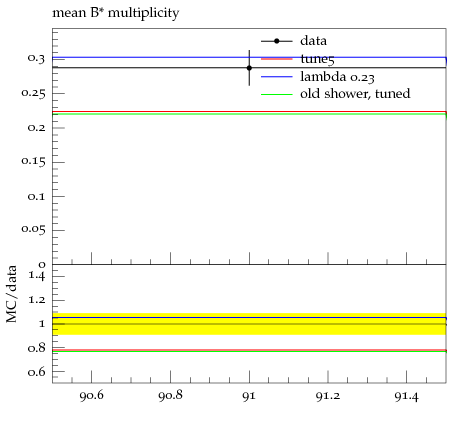 mean B* multiplicity
data
tune5
lambda 0.23
old shower, tuned
0.3
0.25
0.2
0.15
0.1
0.05
0
MC/data
1.4
1.2
1
0.8
0.6
90.6 90.8 91 91.2 91.4